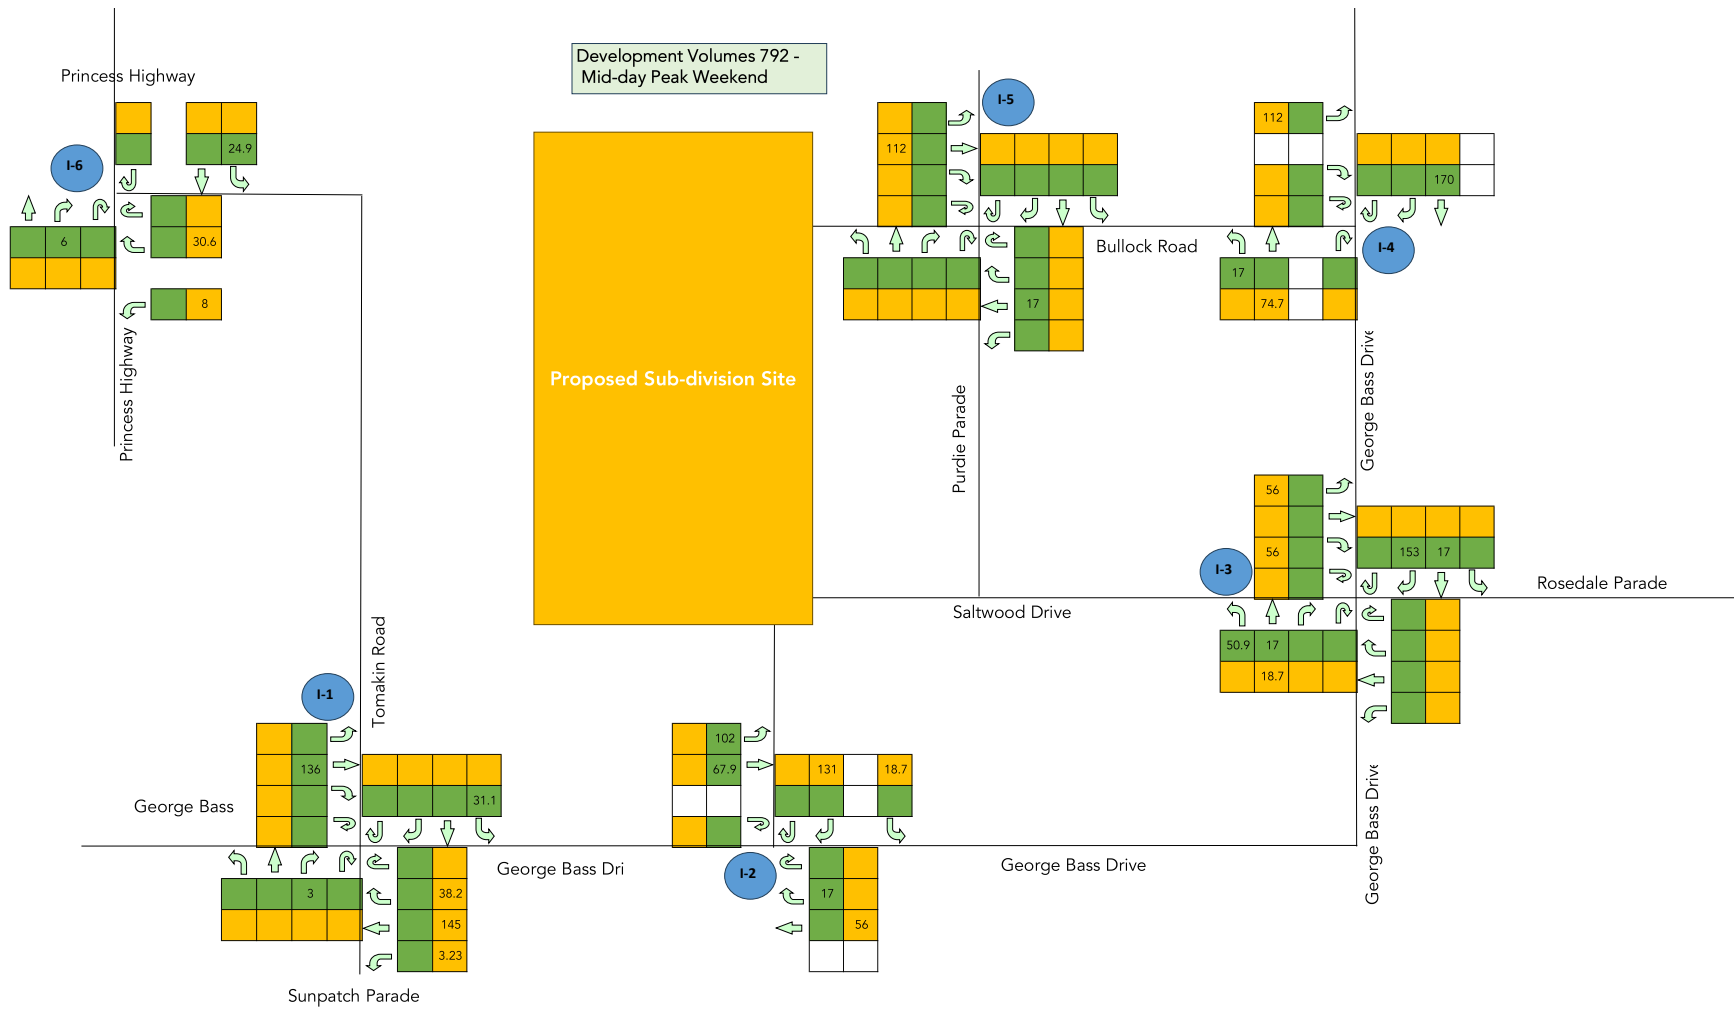 Development Volumes 792 -
Mid-day Peak Weekend
Princess Highway
I-6
24.9
6
30.6
8
Princess Highway
I-5
112
17
Bullock Road
Purdie Parade
112
170
I-4
17
74.7
George Bass Drive
Proposed Sub-division Site
56
56
I-3
153
17
50.9
17
18.7
Rosedale Parade
Saltwood Drive
George Bass Drive
Tomakin Road
I-1
136
31.1
George Bass
3
38.2
145
3.23
Sunpatch Parade
George Bass Dri
102
67.9
131
18.7
I-2
17
56
George Bass Drive